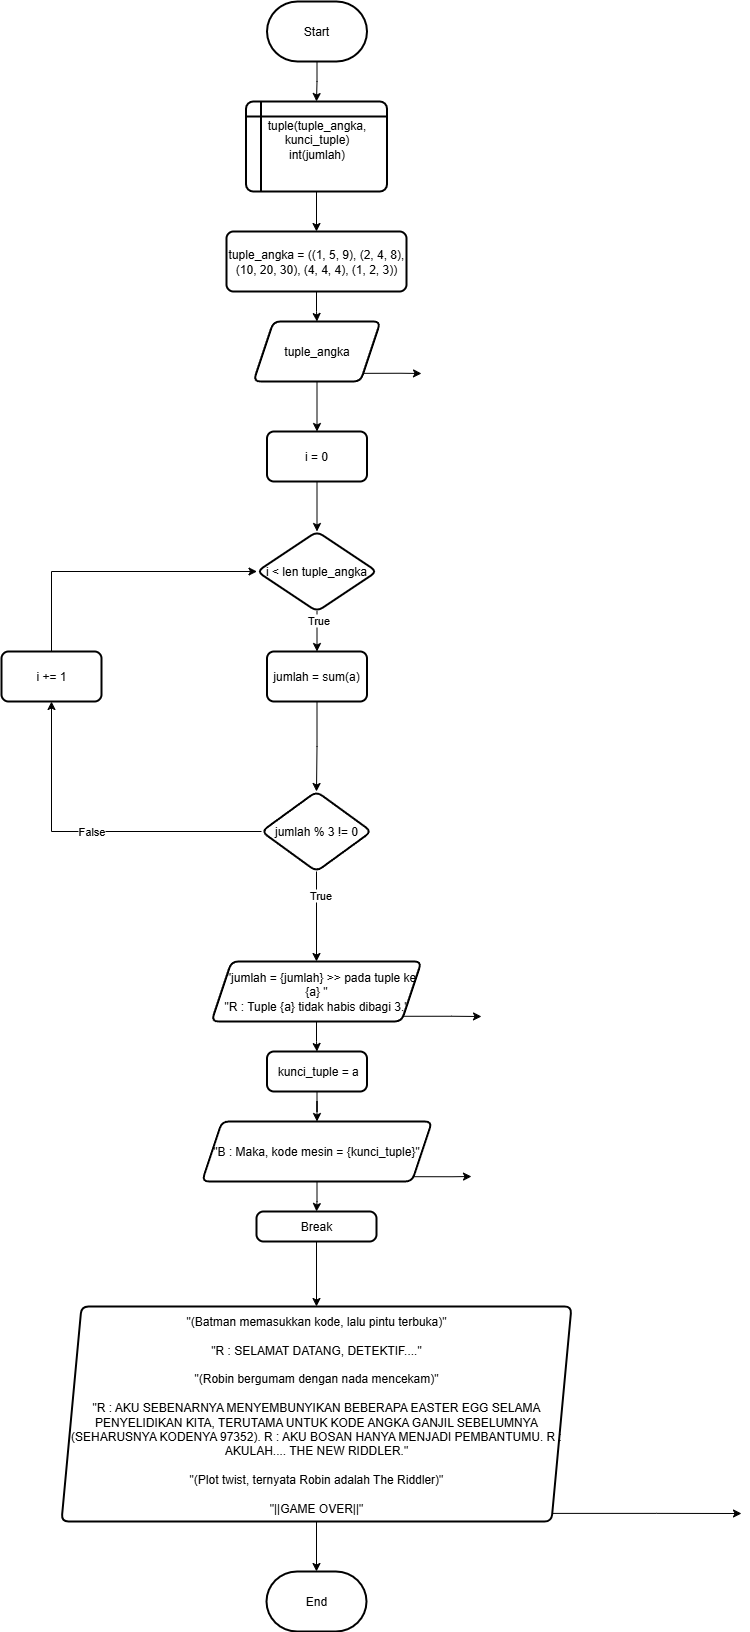 Start
tuple(tuple_angka,
kunci_tuple)
int(jumlah)
tuple_angka = ((1, 5, 9), (2, 4, 8),
(10, 20, 30), (4, 4, 4), (1, 2, 3))
tuple_angka
i = 0
i < len tuple_angka
True
i += 1
jumlah = sum(a)
False
jumlah % 3 != 0
True
"jumlah = {jumlah} >> pada tuple ke
{a} "
"R : Tuple {a} tidak habis dibagi 3."
kunci_tuple = a
"B : Maka, kode mesin = {kunci_tuple}"
Break
"(Batman memasukkan kode, lalu pintu terbuka)"
"R : SELAMAT DATANG, DETEKTIF...."
"(Robin bergumam dengan nada mencekam)"
"R : AKU SEBENARNYA MENYEMBUNYIKAN BEBERAPA EASTER EGG SELAMA
PENYELIDIKAN KITA, TERUTAMA UNTUK KODE ANGKA GANJIL SEBELUMNYA
(SEHARUSNYA KODENYA 97352). R : AKU BOSAN HANYA MENJADI PEMBANTUMU. R :
AKULAH.... THE NEW RIDDLER."
"(Plot twist, ternyata Robin adalah The Riddler)"
"||GAME OVER||"
End